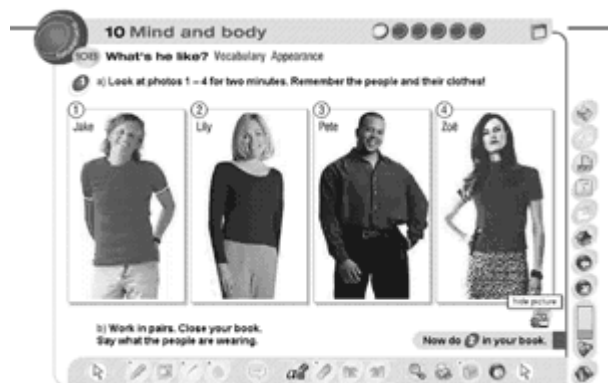 10 Mind and body
What's he like? Vocabulary Appearance
a) Look at photos 1 – 4 for two minutes. Remember the people and their clothes!
1 2 3 4
Jake Lily Pete Zoë
hide picture
b) Work in pairs. Close your book.
Say what the people are wearing.
Now do 2 in your book.